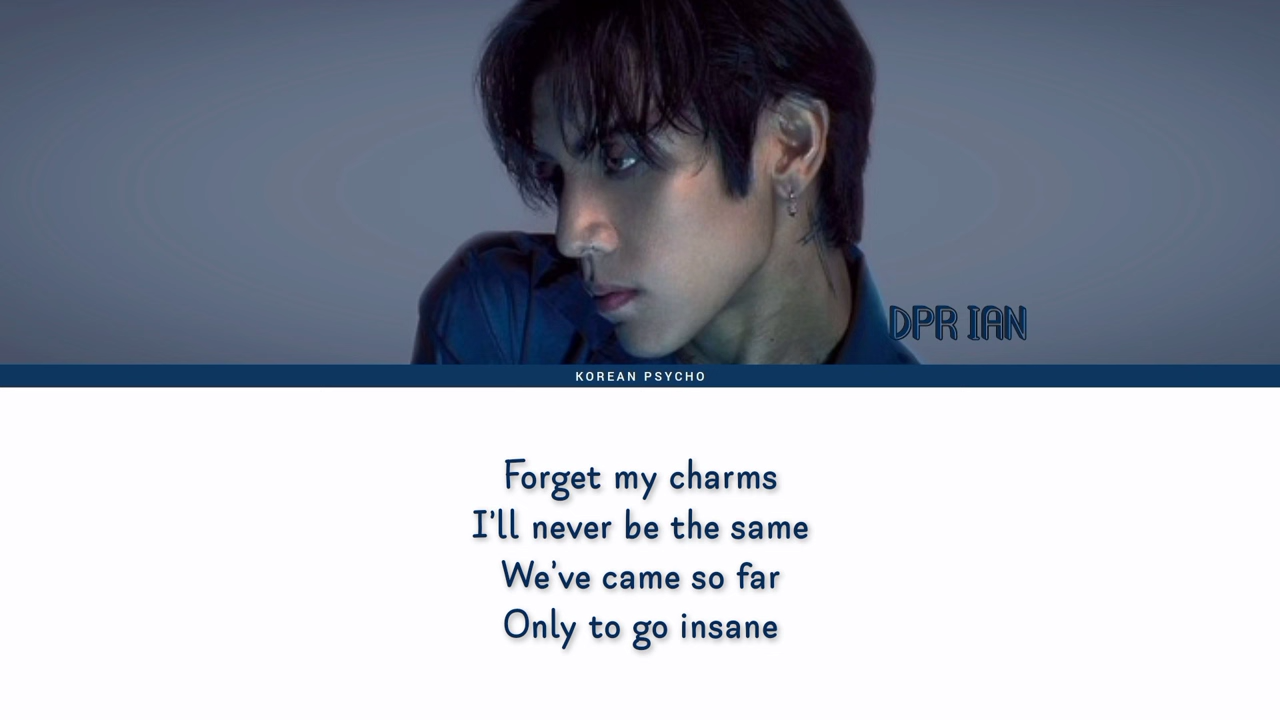 DPR IAN
KOREAN PSYCHO
Forget my charms
I'll never be the same
We've came so far
Only to go insane